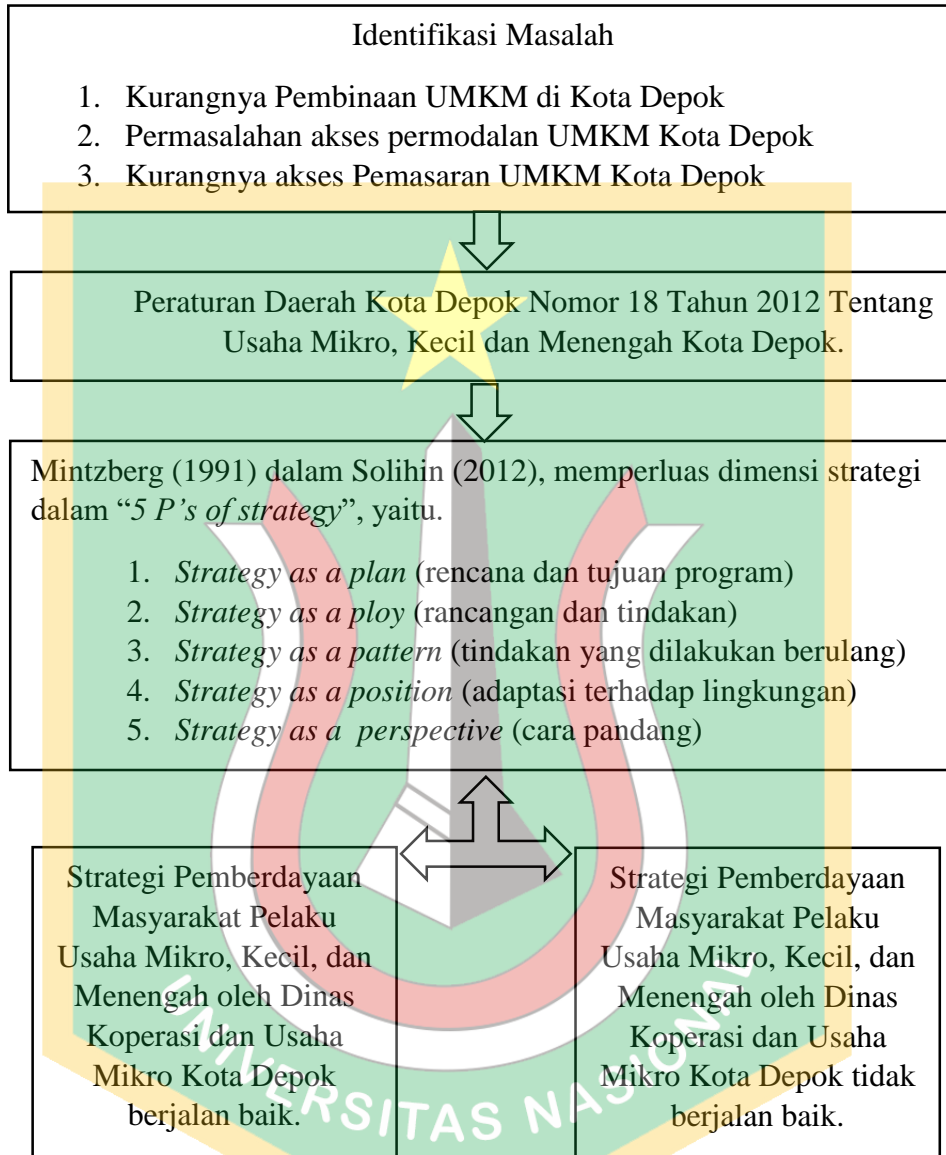 Identifikasi Masalah
1. Kurangnya Pembinaan UMKM di Kota Depok
2. Permasalahan akses permodalan UMKM Kota Depok
3. Kurangnya akses Pemasaran UMKM Kota Depok
Peraturan Daerah Kota Depok Nomor 18 Tahun 2012 Tentang
Usaha Mikro, Kecil dan Menengah Kota Depok.
Mintzberg (1991) dalam Solihin (2012), memperluas dimensi strategi
dalam “5 P’s of strategy”, yaitu.
1. Strategy as a plan (rencana dan tujuan program)
2. Strategy as a ploy (rancangan dan tindakan)
3. Strategy as a pattern (tindakan yang dilakukan berulang)
4. Strategy as a position (adaptasi terhadap lingkungan)
5. Strategy as a perspective (cara pandang)
Strategi Pemberdayaan
Masyarakat Pelaku
Usaha Mikro, Kecil, dan
Menengah oleh Dinas
Koperasi dan Usaha
Mikro Kota Depok
berjalan baik.
Strategi Pemberdayaan
Masyarakat Pelaku
Usaha Mikro, Kecil, dan
Menengah oleh Dinas
Koperasi dan Usaha
Mikro Kota Depok tidak
berjalan baik.
UNIVERSITAS NASIONAL